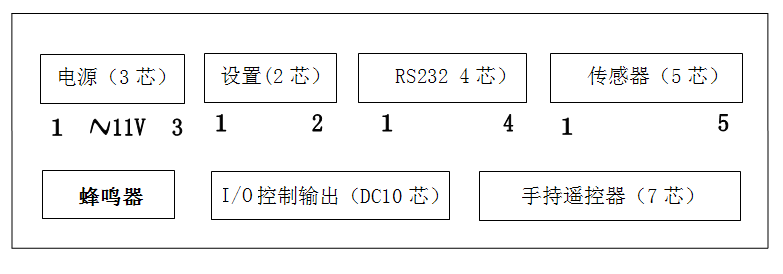 电源（3 芯） 设置(2 芯） RS232 4 芯） 传感器（5 芯）
1 ~11V 3 1 2 1 4 1 5
蜂鸣器 I/O 控制输出（DC10 芯） 手持遥控器（7 芯）